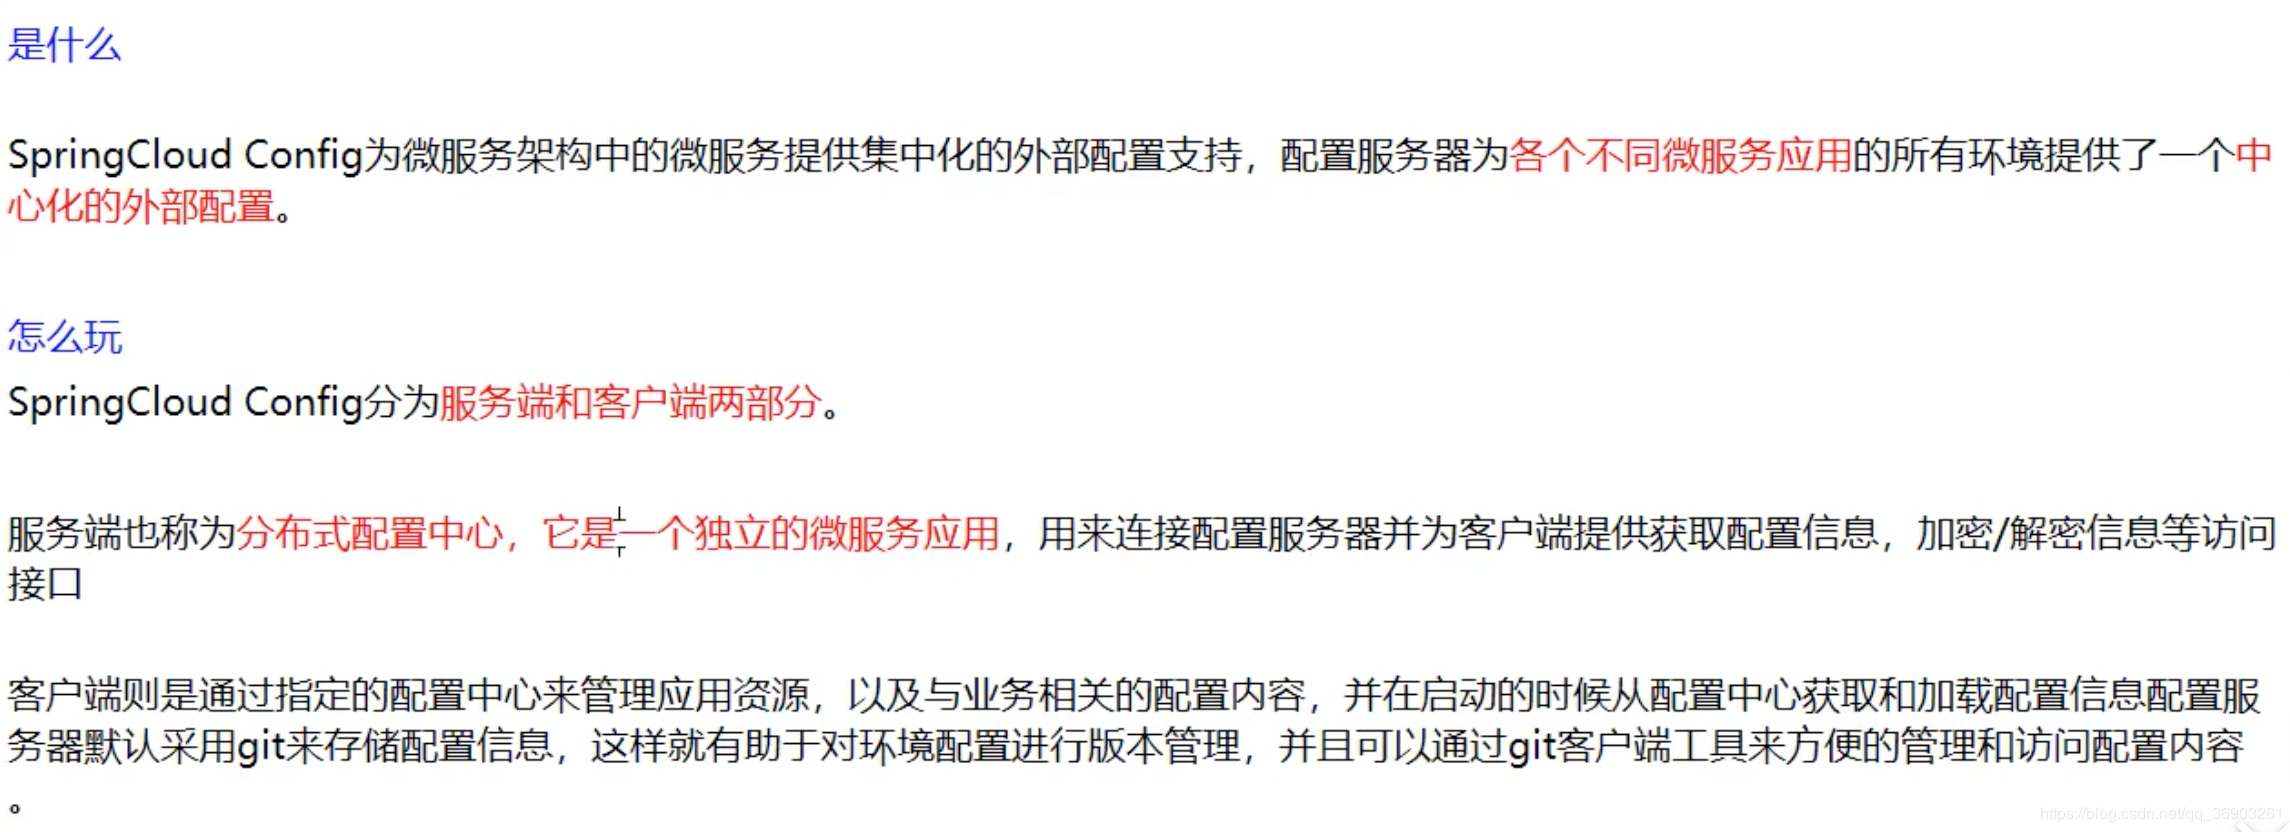 是什么
SpringCloud Config为微服务架构中的微服务提供集中化的外部配置支持，配置服务器为各个不同微服务应用的所有环境提供了一个中
心化的外部配置。
怎么玩
SpringCloud Config分为服务端和客户端两部分。
服务端也称为分布式配置中心，它是一个独立的微服务应用，用来连接配置服务器并为客户端提供获取配置信息，加密/解密信息等访问
接口
客户端则是通过指定的配置中心来管理应用资源，以及与业务相关的配置内容，并在启动的时候从配置中心获取和加载配置信息配置服
务器默认采用git来存储配置信息，这样就有助于对环境配置进行版本管理，并且可以通过git客户端工具来方便的管理和访问配置内容
。
https://blog.csdn.net/qq_36903261